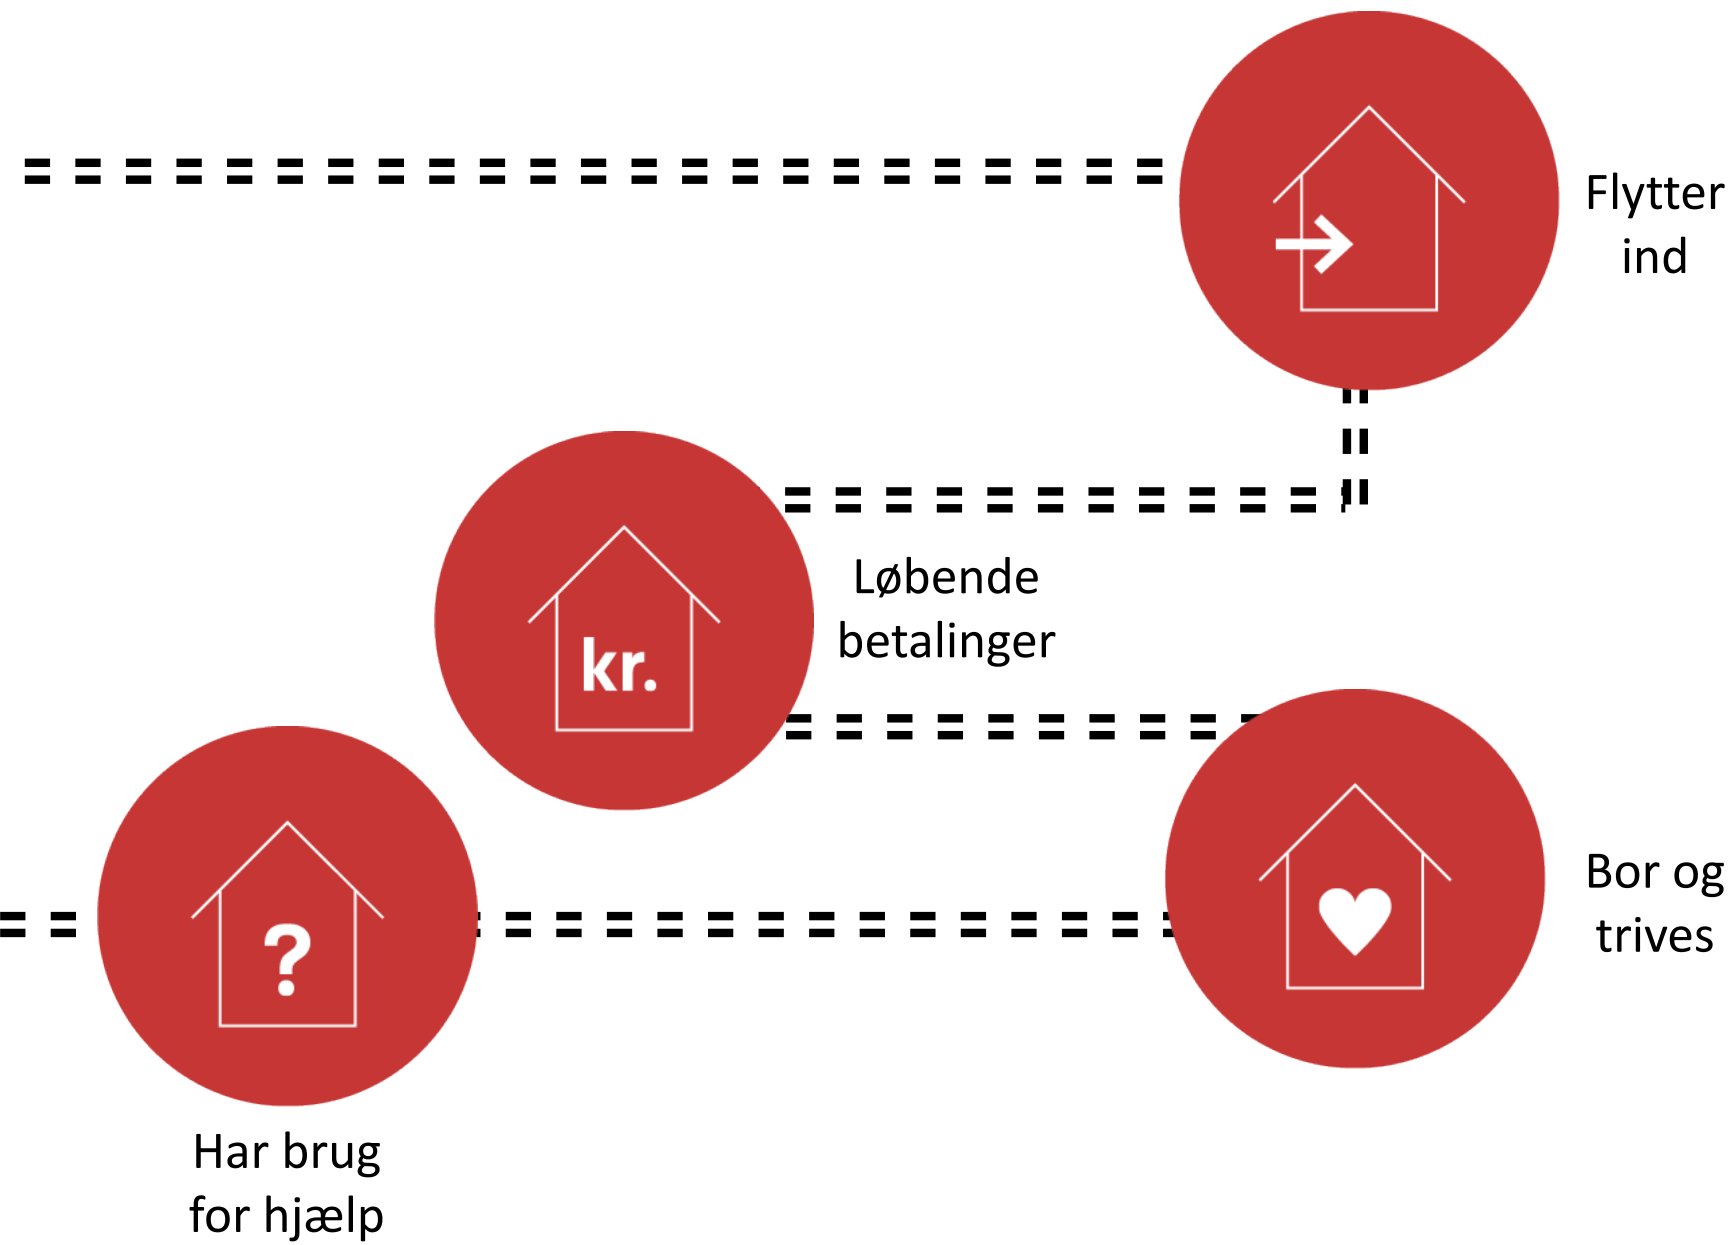 Flytter
ind
Løbende
betalinger
kr.
Bor og
trives
?
Har brug
for hjælp